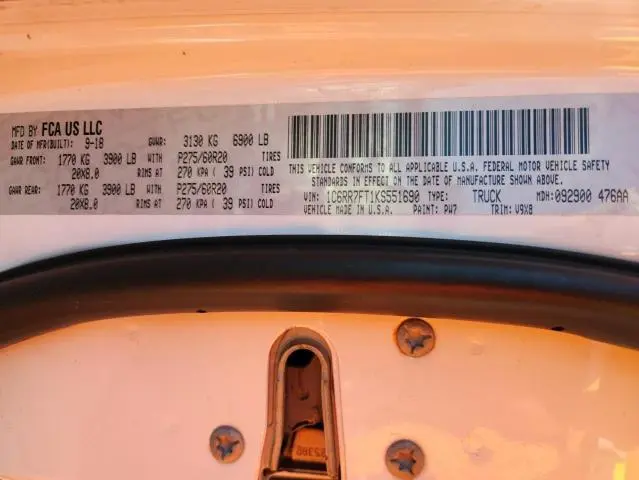 MFD BY FCA US LLC
DATE OF MFR(BUILT): 9-18 GVWR: 3130 KG 6900 LB
GAWR FRONT: 1770 KG 3900 LB WITH P275/60R20 TIRES
20X8.0 RIMS AT 270 KPA ( 39 PSI) COLD
GAWR REAR: 1770 KG 3900 LB WITH P275/60R20 TIRES
20X8.0 RIMS AT 270 KPA ( 39 PSI) COLD
THIS VEHICLE CONFORMS TO ALL APPLICABLE U.S.A. FEDERAL MOTOR VEHICLE SAFETY
STANDARDS IN EFFECT ON THE DATE OF MANUFACTURE SHOWN ABOVE.
VIN: 1C6RR7FT1KS551690 TYPE: TRUCK MDH: 092900 476AA
VEHICLE MADE IN U.S.A. PAINT: PW7 TRIM: V9X8